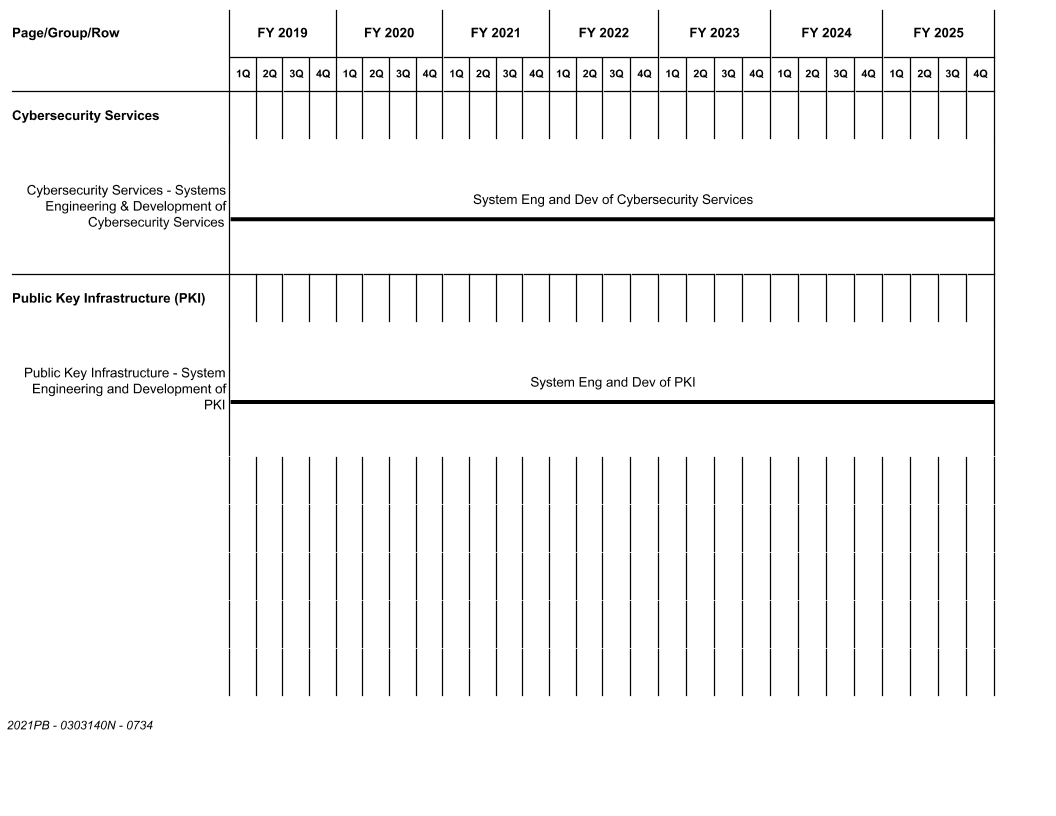 Page/Group/Row FY 2019 FY 2020 FY 2021 FY 2022 FY 2023 FY 2024 FY 2025
1Q 2Q 3Q 4Q 1Q 2Q 3Q 4Q 1Q 2Q 3Q 4Q 1Q 2Q 3Q 4Q 1Q 2Q 3Q 4Q 1Q 2Q 3Q 4Q 1Q 2Q 3Q 4Q
Cybersecurity Services
Cybersecurity Services - Systems
Engineering & Development of
Cybersecurity Services
System Eng and Dev of Cybersecurity Services
Public Key Infrastructure (PKI)
Public Key Infrastructure - System
Engineering and Development of
PKI
System Eng and Dev of PKI
2021PB - 0303140N - 0734